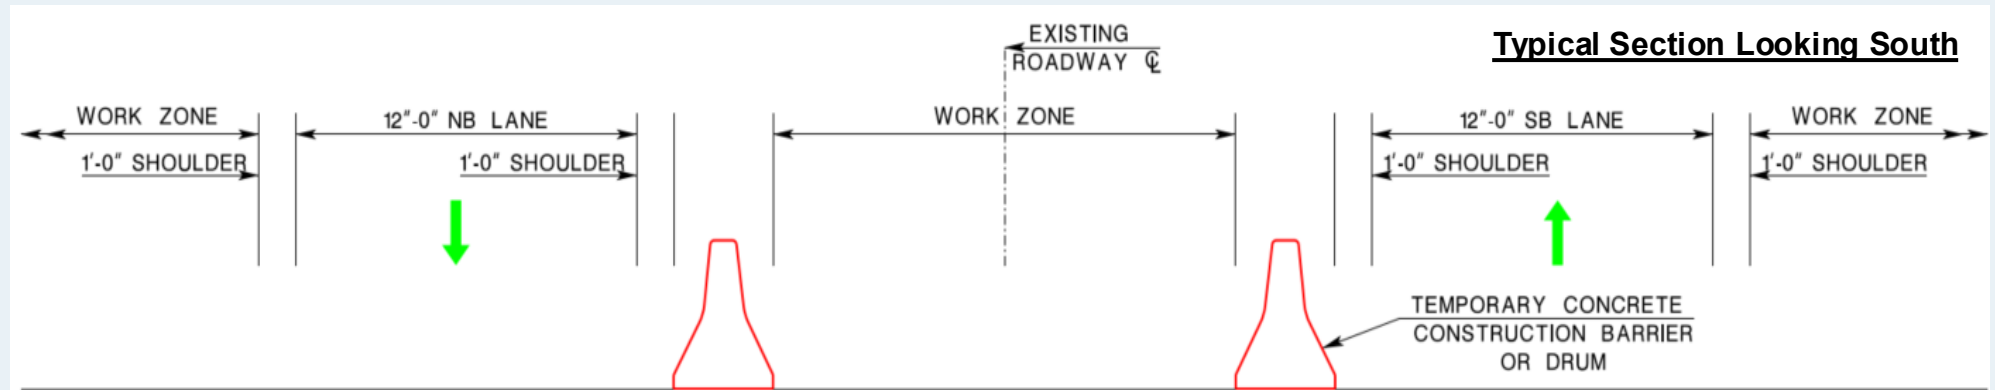 EXISTING
ROADWAY ℄
Typical Section Looking South
WORK ZONE
12"-0" NB LANE
WORK ZONE
12"-0" SB LANE
WORK ZONE
1'-0" SHOULDER
1'-0" SHOULDER
1'-0" SHOULDER
1'-0" SHOULDER
TEMPORARY CONCRETE
CONSTRUCTION BARRIER
OR DRUM